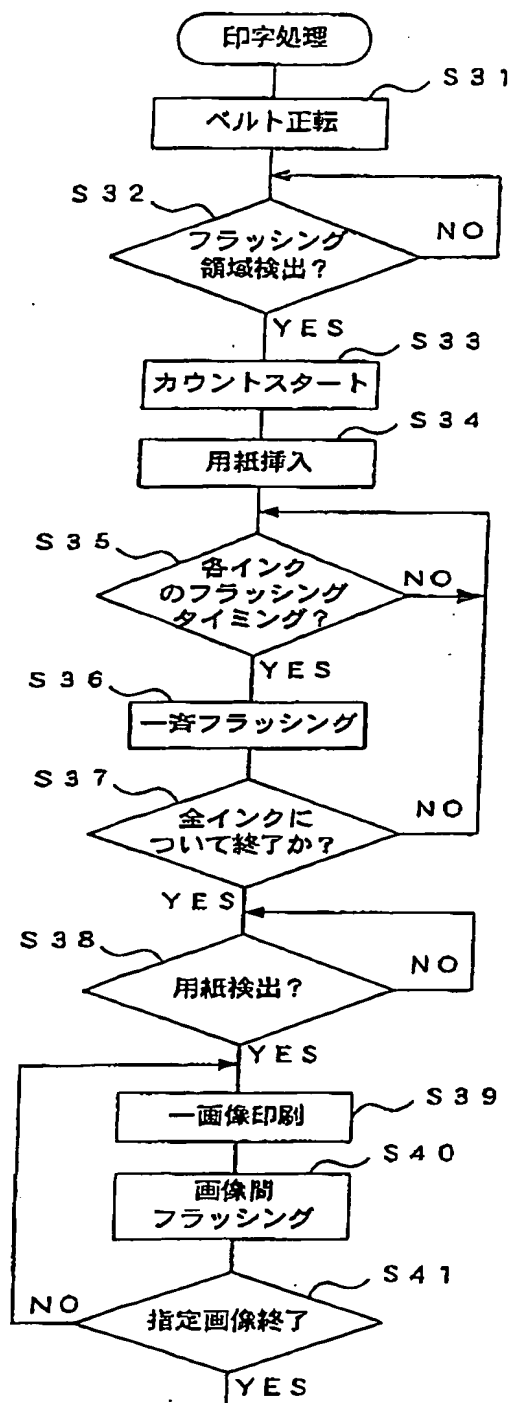 印字処理
S31
ベルト正転
S32
フラッシング
領域検出?
NO
YES
S33
カウントスタート
S34
用紙挿入
S35
各インク
のフラッシング
タイミング?
NO
YES
S36
一斉フラッシング
S37
金インクに
ついて終了か?
NO
YES
S38
用紙検出?
NO
YES
S39
一画像印刷
S40
画像間
フラッシング
S41
指定画像終了
NO
YES